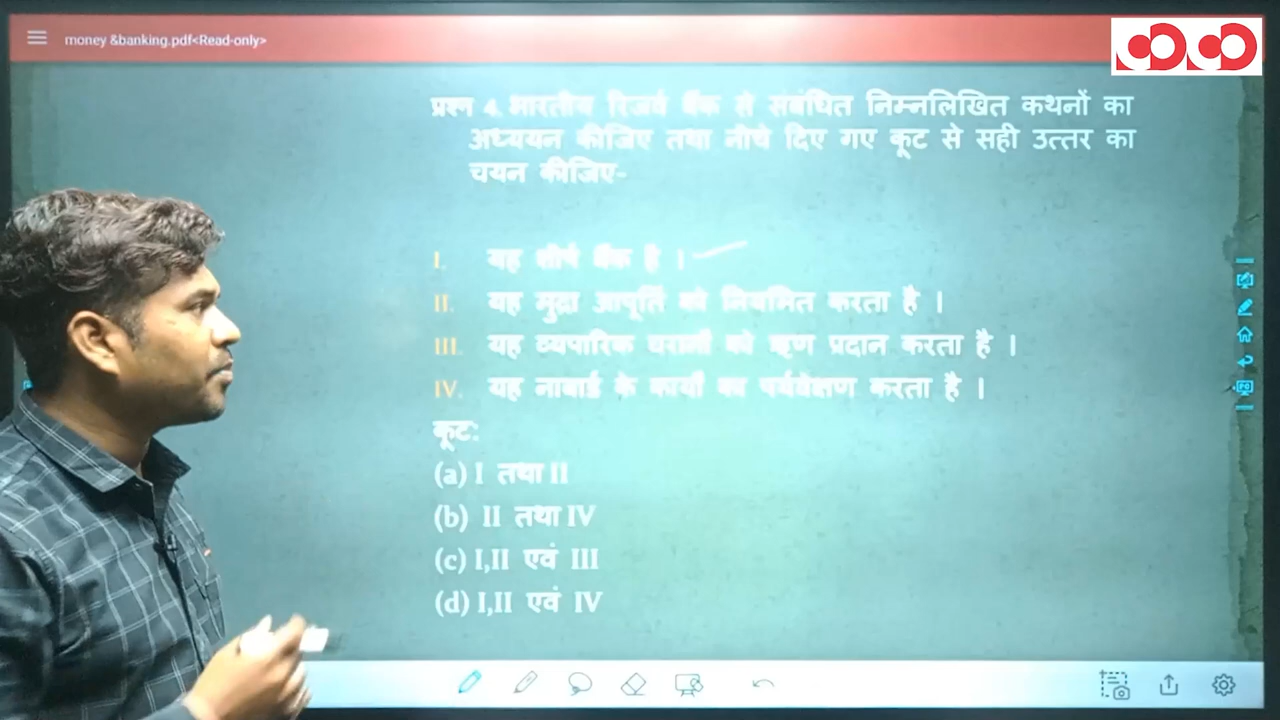 money &banking.pdf<Read-only>
प्रश्न 4. भारतीय रिजर्व बैंक से संबंधित निम्नलिखित कथनों का
अध्ययन कीजिए तथा नीचे दिए गए कूट से सही उत्तर का
चयन कीजिए-
I. यह शीर्ष बैंक है ।
II. यह मुद्रा आपूर्ति को नियमित करता है ।
III. यह व्यपारिक घरानों को ऋण प्रदान करता है ।
IV. यह नाबार्ड के कार्यों का पर्यवेक्षण करता है ।
कूट:
(a) I तथा II
(b) II तथा IV
(c) I,II एवं III
(d) I,II एवं IV